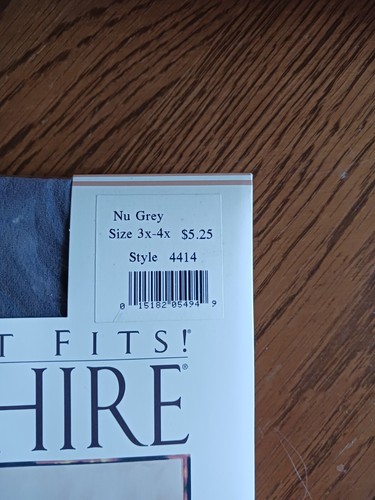 Nu Grey
Size 3x-4x $5.25
Style 4414
0 15182 05494 9
T FITS!®
HIRE®